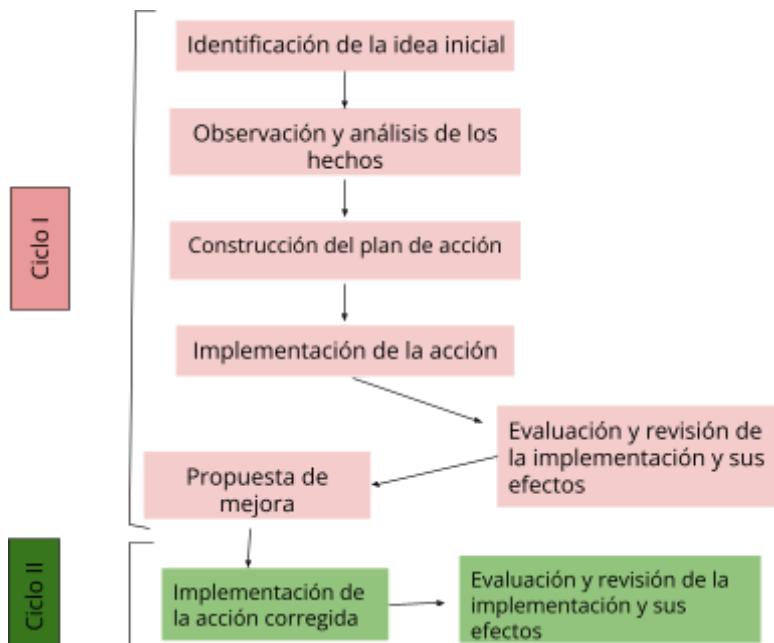 Ciclo I
Identificación de la idea inicial
Observación y análisis de los
hechos
Construcción del plan de acción
Implementación de la acción
Evaluación y revisión de
la implementación y sus
efectos
Propuesta de
mejora
Ciclo II
Implementación de
la acción corregida
Evaluación y revisión de la
implementación y sus
efectos